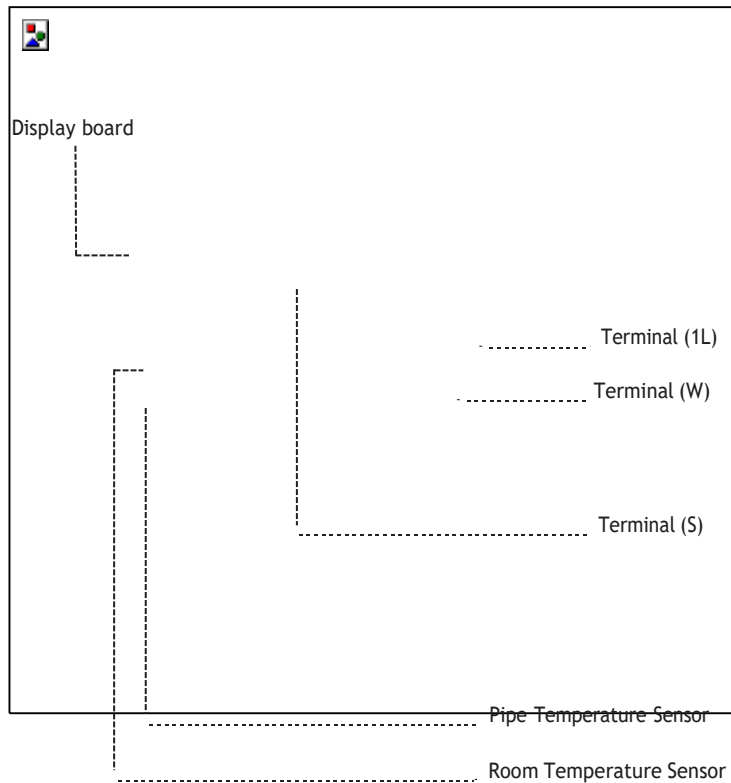 Display board
Terminal (1L)
Terminal (W)
Terminal (S)
Pipe Temperature Sensor
Room Temperature Sensor